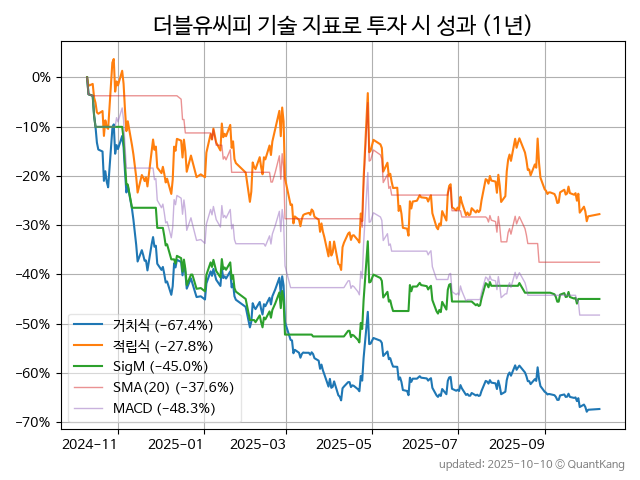 더블유씨피 기술 지표로 투자 시 성과 (1년)
0%
−10%
−20%
−30%
−40%
−50%
−60%
−70%
거치식 (−67.4%)
적립식 (−27.8%)
SigM (−45.0%)
SMA(20) (−37.6%)
MACD (−48.3%)
2024−11 2025−01 2025−03 2025−05 2025−07 2025−09
updated: 2025-10-10 © QuantKang